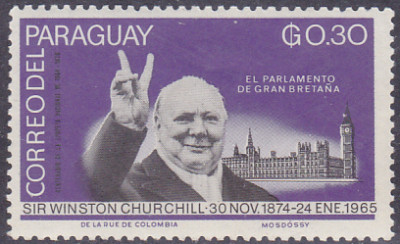 CORREO DEL
PARAGUAY
₲0.30
EL PARLAMENTO
DE GRAN BRETAÑA
SIR WINSTON CHURCHILL·30 NOV. 1874-24 ENE. 1965
DE LA RUE DE COLOMBIA
MOSDÓSSY